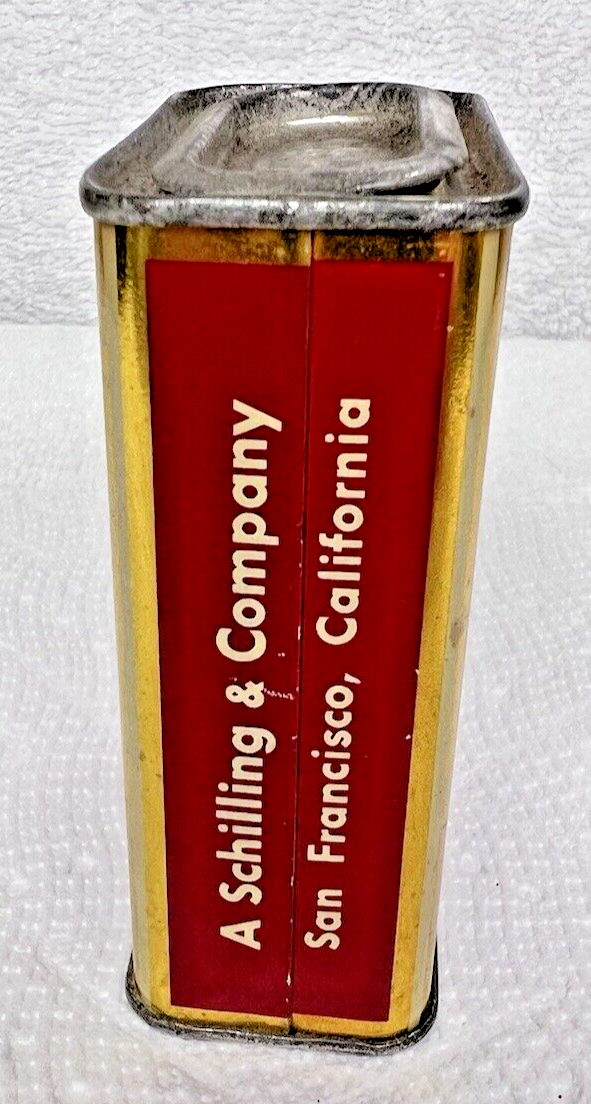 A Schilling & Company
San Francisco, California